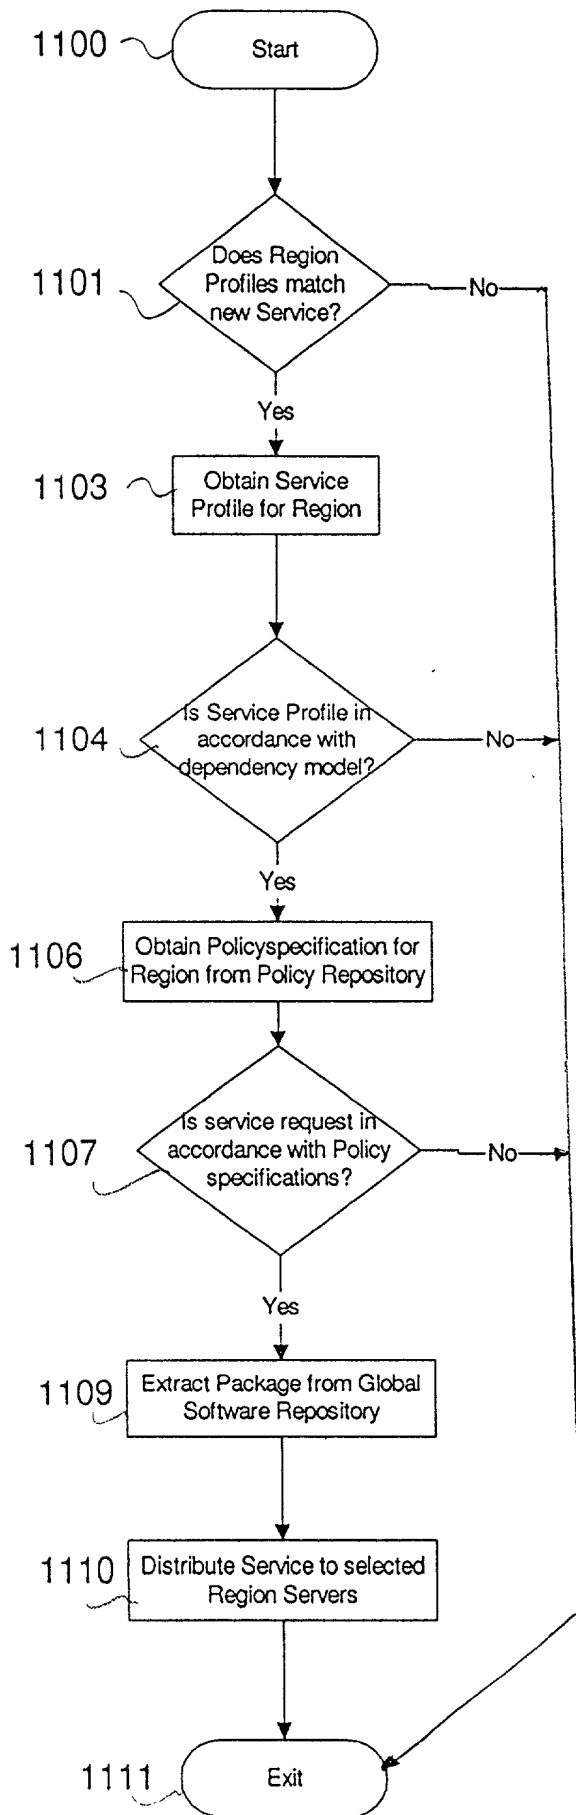 1100
Start
1101
Does Region
Profiles match
new Service?
No
Yes
1103
Obtain Service
Profile for Region
1104
Is Service Profile in
accordance with
dependency model?
No
Yes
1106
Obtain Policyspecification for
Region from Policy Repository
1107
Is service request in
accordance with Policy
specifications?
No
Yes
1109
Extract Package from Global
Software Repository
1110
Distribute Service to selected
Region Servers
1111
Exit